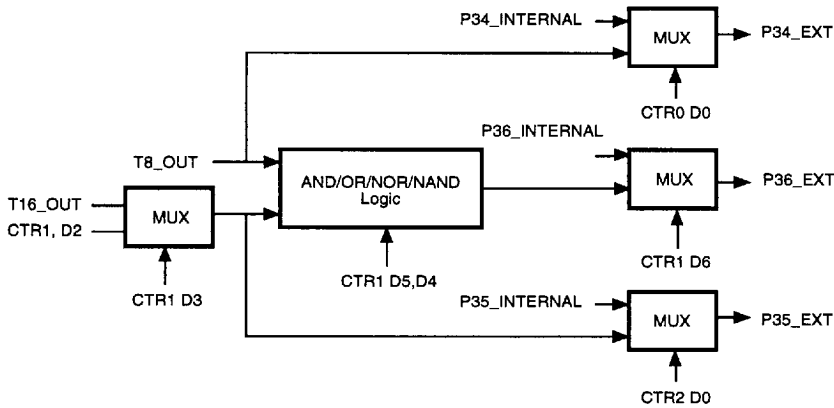 P34_INTERNAL
MUX
P34_EXT
CTR0 D0
P36_INTERNAL
T8_OUT
AND/OR/NOR/NAND
Logic
MUX
P36_EXT
T16_OUT
MUX
CTR1, D2
CTR1 D6
CTR1 D5,D4
CTR1 D3
P35_INTERNAL
MUX
P35_EXT
CTR2 D0